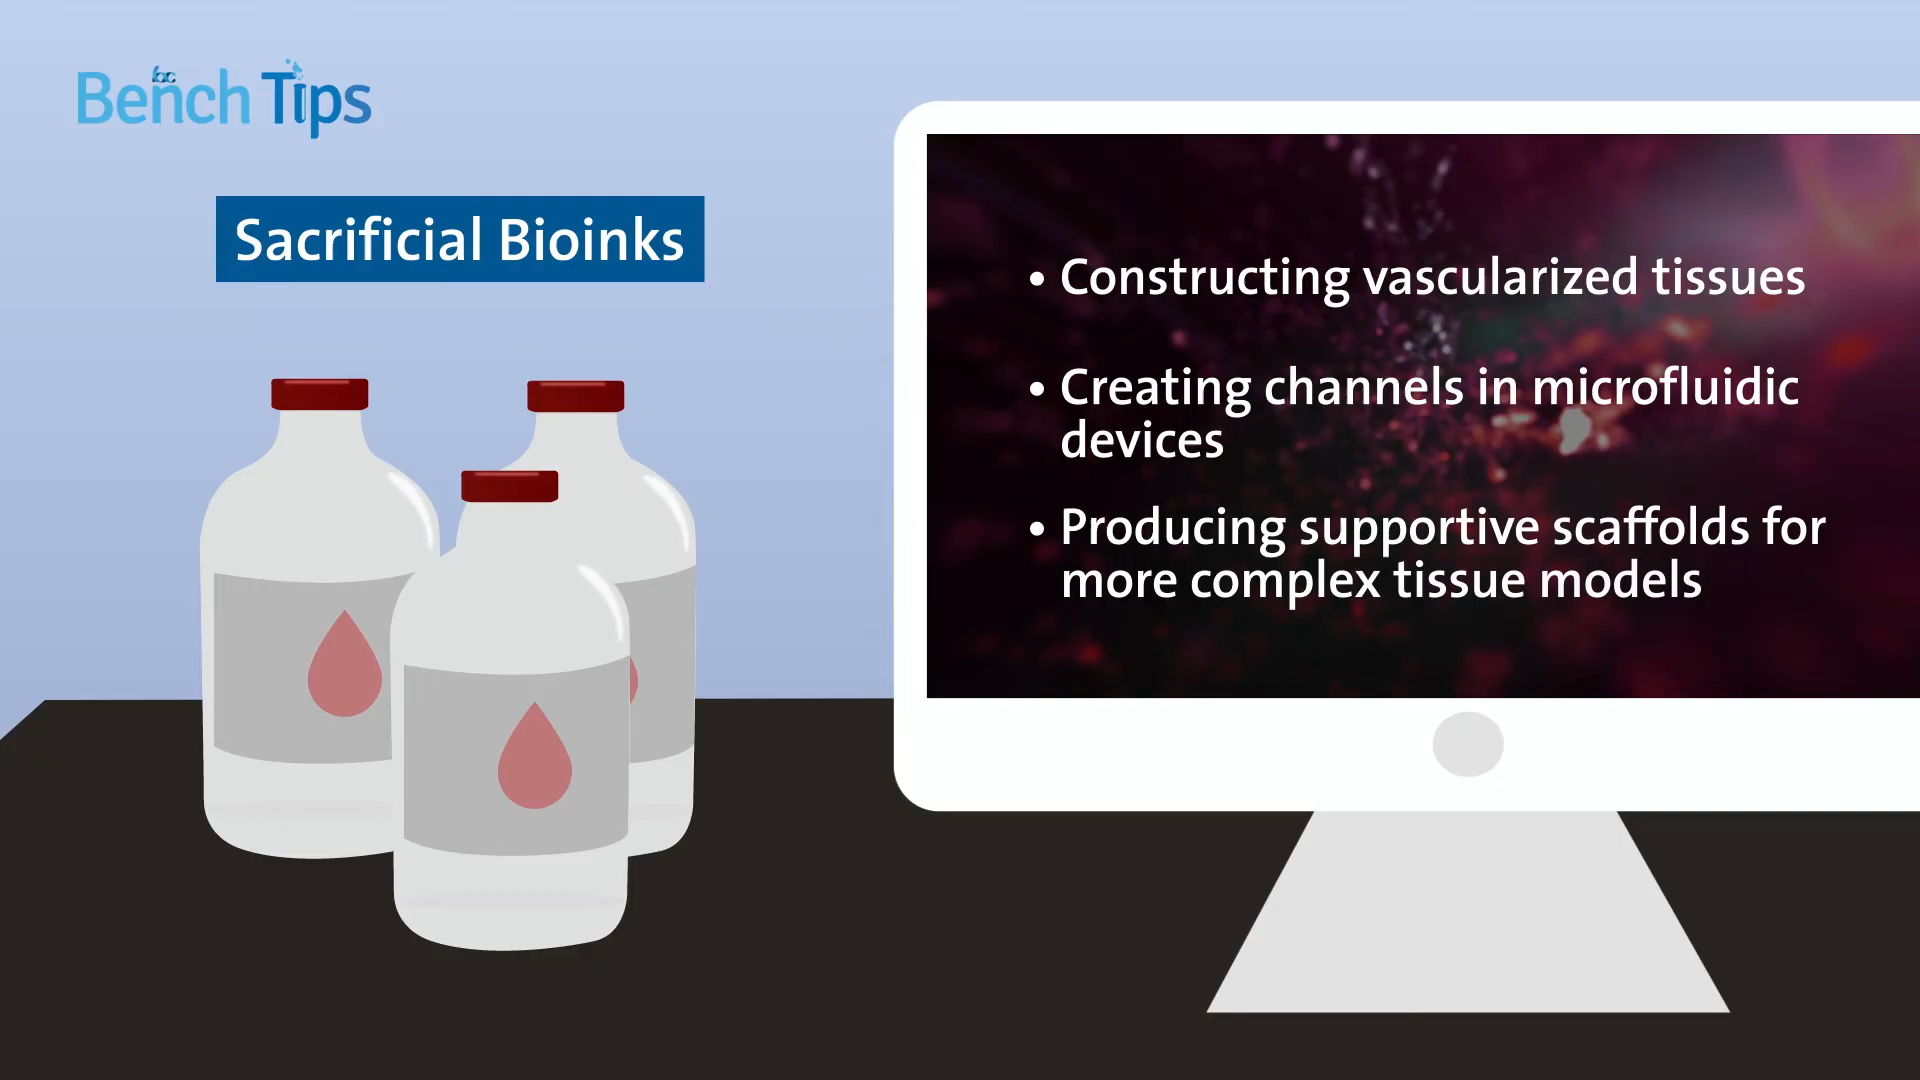 Bench Tips
Sacrificial Bioinks
• Constructing vascularized tissues
• Creating channels in microfluidic
devices
• Producing supportive scaffolds for
more complex tissue models